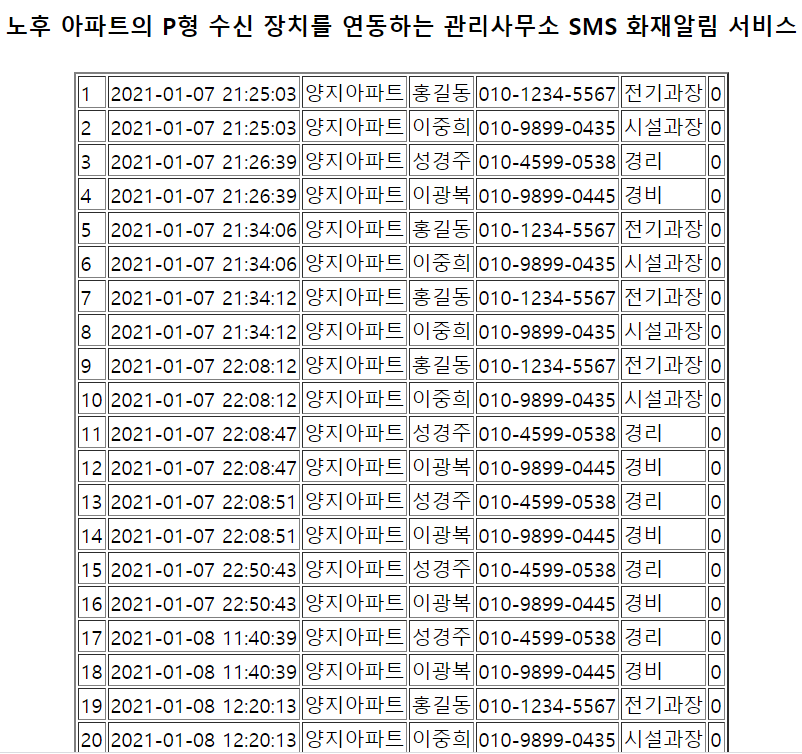 노후 아파트의 P형 수신 장치를 연동하는 관리사무소 SMS 화재알림 서비스
1 2021-01-07 21:25:03 양지아파트 홍길동 010-1234-5567 전기과장 0
2 2021-01-07 21:25:03 양지아파트 이중희 010-9899-0435 시설과장 0
3 2021-01-07 21:26:39 양지아파트 성경주 010-4599-0538 경리 0
4 2021-01-07 21:26:39 양지아파트 이광복 010-9899-0445 경비 0
5 2021-01-07 21:34:06 양지아파트 홍길동 010-1234-5567 전기과장 0
6 2021-01-07 21:34:06 양지아파트 이중희 010-9899-0435 시설과장 0
7 2021-01-07 21:34:12 양지아파트 홍길동 010-1234-5567 전기과장 0
8 2021-01-07 21:34:12 양지아파트 이중희 010-9899-0435 시설과장 0
9 2021-01-07 22:08:12 양지아파트 홍길동 010-1234-5567 전기과장 0
10 2021-01-07 22:08:12 양지아파트 이중희 010-9899-0435 시설과장 0
11 2021-01-07 22:08:47 양지아파트 성경주 010-4599-0538 경리 0
12 2021-01-07 22:08:47 양지아파트 이광복 010-9899-0445 경비 0
13 2021-01-07 22:08:51 양지아파트 성경주 010-4599-0538 경리 0
14 2021-01-07 22:08:51 양지아파트 이광복 010-9899-0445 경비 0
15 2021-01-07 22:50:43 양지아파트 성경주 010-4599-0538 경리 0
16 2021-01-07 22:50:43 양지아파트 이광복 010-9899-0445 경비 0
17 2021-01-08 11:40:39 양지아파트 성경주 010-4599-0538 경리 0
18 2021-01-08 11:40:39 양지아파트 이광복 010-9899-0445 경비 0
19 2021-01-08 12:20:13 양지아파트 홍길동 010-1234-5567 전기과장 0
20 2021-01-08 12:20:13 양지아파트 이중희 010-9899-0435 시설과장 0